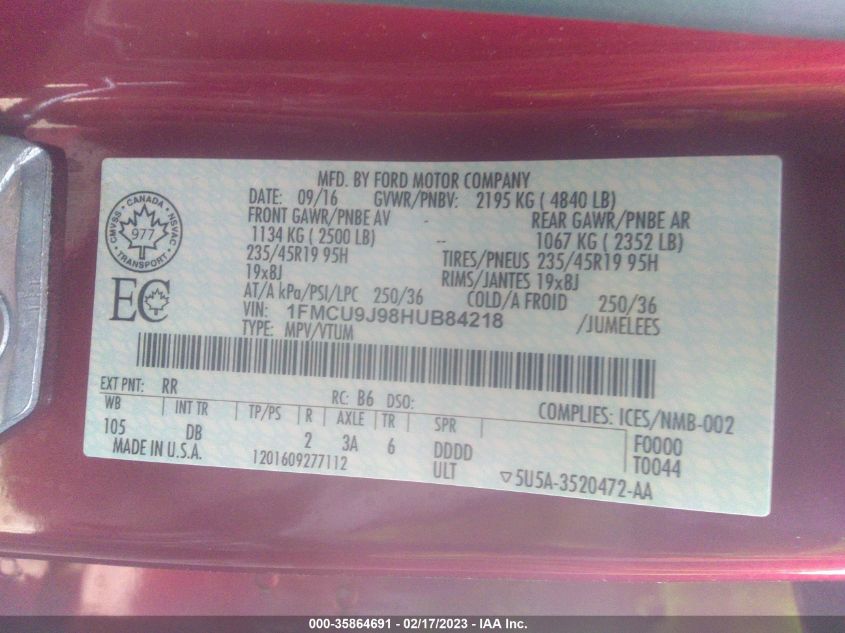 MFD. BY FORD MOTOR COMPANY
DATE: 09/16 GVWR/PNBV: 2195 KG ( 4840 LB)
FRONT GAWR/PNBE AV - REAR GAWR/PNBE AR
1134 KG ( 2500 LB) -- 1067 KG ( 2352 LB)
235/45R19 95H TIRES/PNEUS 235/45R19 95H
19x8J RIMS/JANTES 19x8J
AT/A kPa/PSI/LPC 250/36 COLD/A FROID 250/36
VIN: 1FMCU9J98HUB84218 /JUMELEES
TYPE: MPV/VTUM
CMVSS CANADA NSVAC
977
TRANSPORT
EC
EXT PNT: RR RC: B6 DSO:
WB INT TR TP/PS R AXLE TR SPR COMPLIES: ICES/NMB-002
105 DB 2 3A 6 DDDD F0000
MADE IN U.S.A. 1201609277112 ULT T0044
▽5U5A-3520472-AA
000-35864691 - 02/17/2023 - IAA Inc.